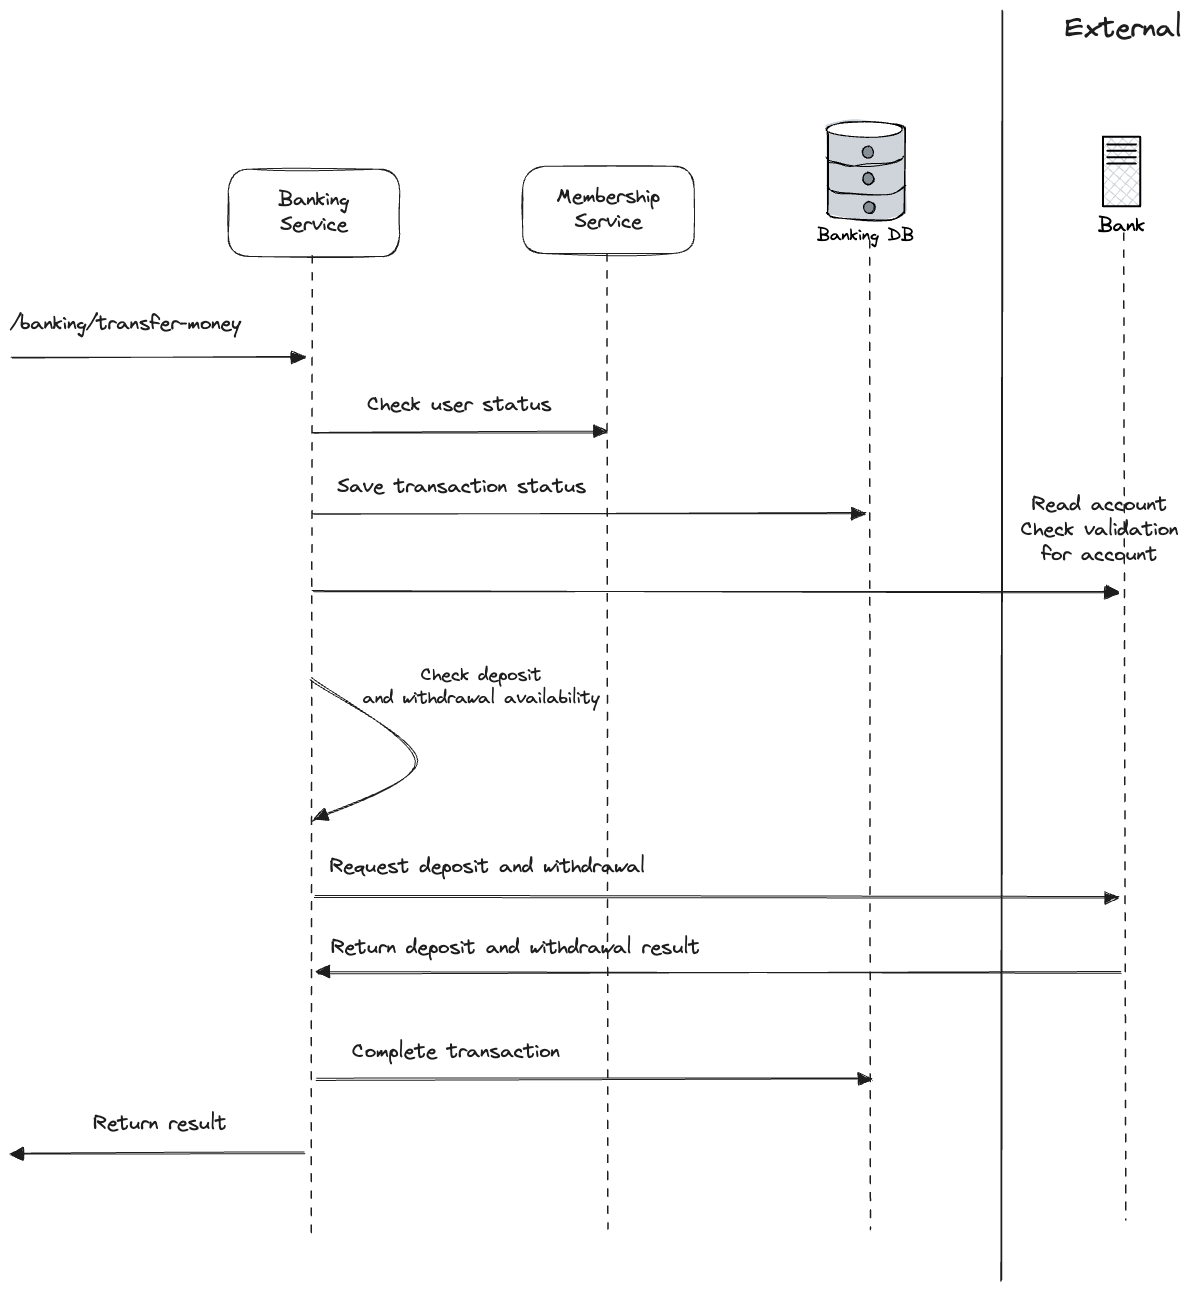 External
Banking
Service
Membership
Service
Banking DB
Bank
/banking/transfer-money
Check user status
Save transaction status
Read account
Check validation
for account
Check deposit
and withdrawal availability
Request deposit and withdrawal
Return deposit and withdrawal result
Complete transaction
Return result